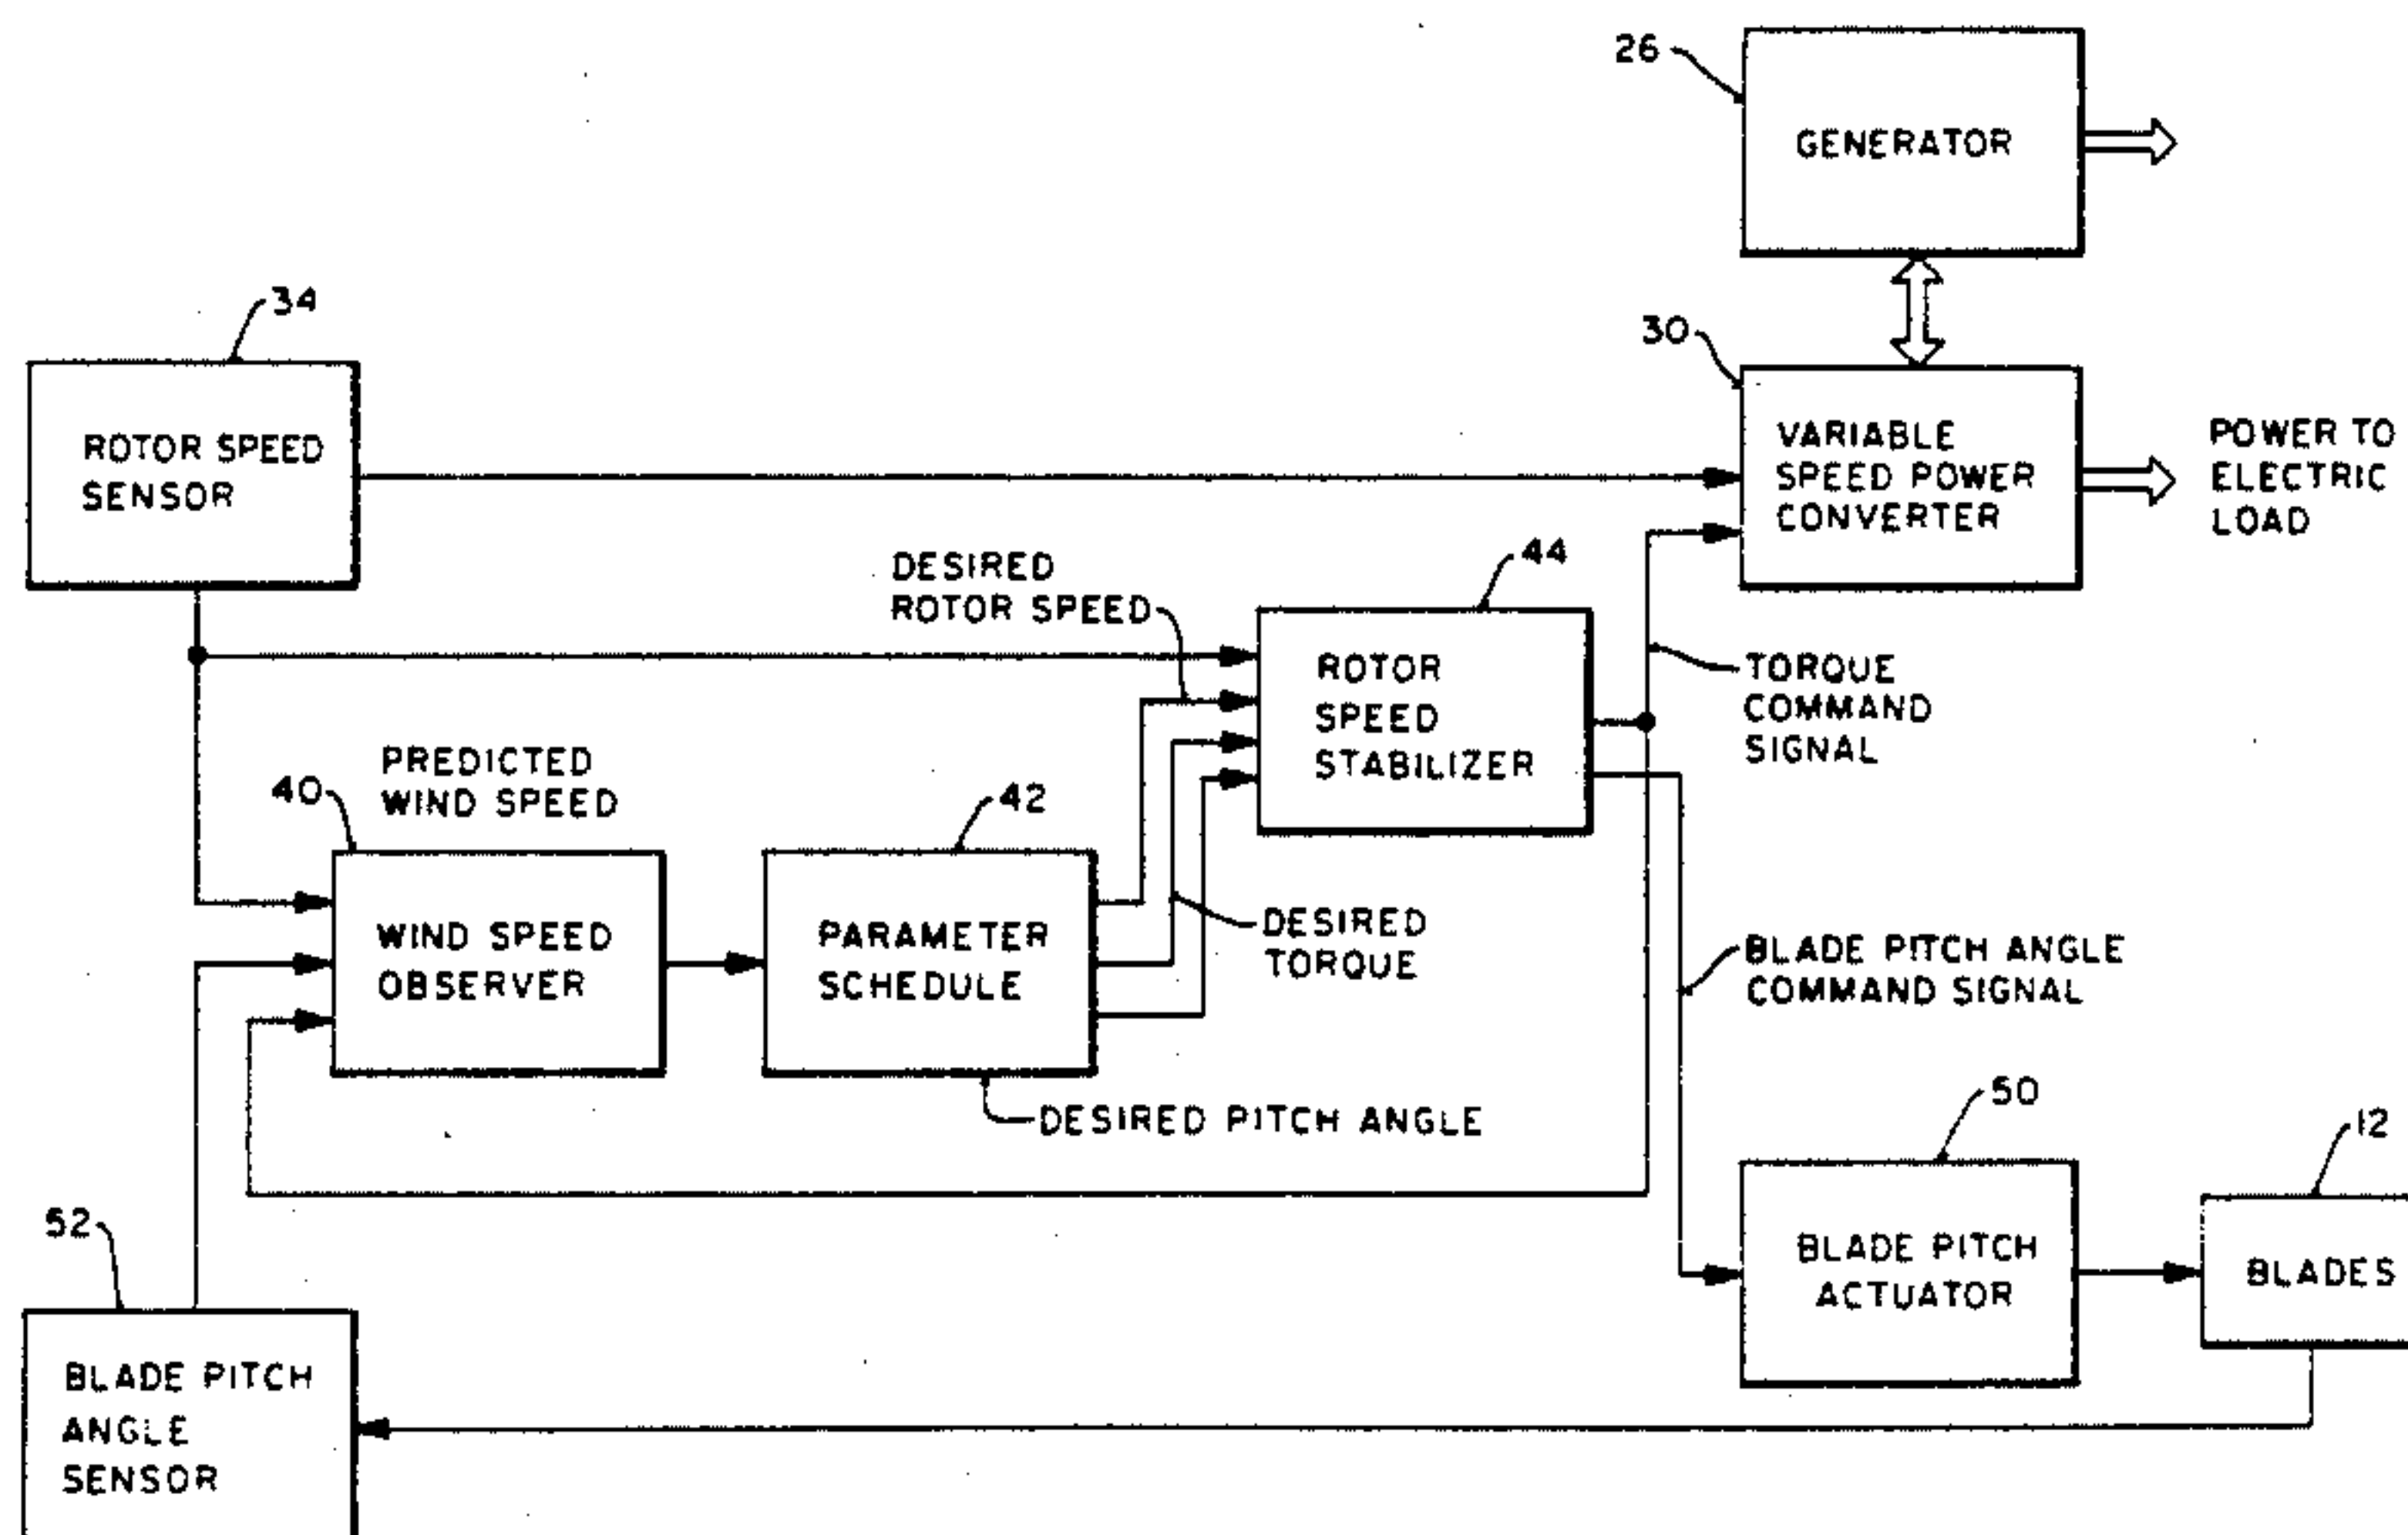 26
GENERATOR
34
30
ROTOR SPEED
SENSOR
VARIABLE
SPEED POWER
CONVERTER
POWER TO
ELECTRIC
LOAD
DESIRED
ROTOR SPEED
44
ROTOR
SPEED
STABILIZER
TORQUE
COMMAND
SIGNAL
PREDICTED
WIND SPEED
40
42
WIND SPEED
OBSERVER
PARAMETER
SCHEDULE
DESIRED
TORQUE
BLADE PITCH ANGLE
COMMAND SIGNAL
DESIRED PITCH ANGLE
50
12
52
BLADE PITCH
ACTUATOR
BLADES
BLADE PITCH
ANGLE
SENSOR